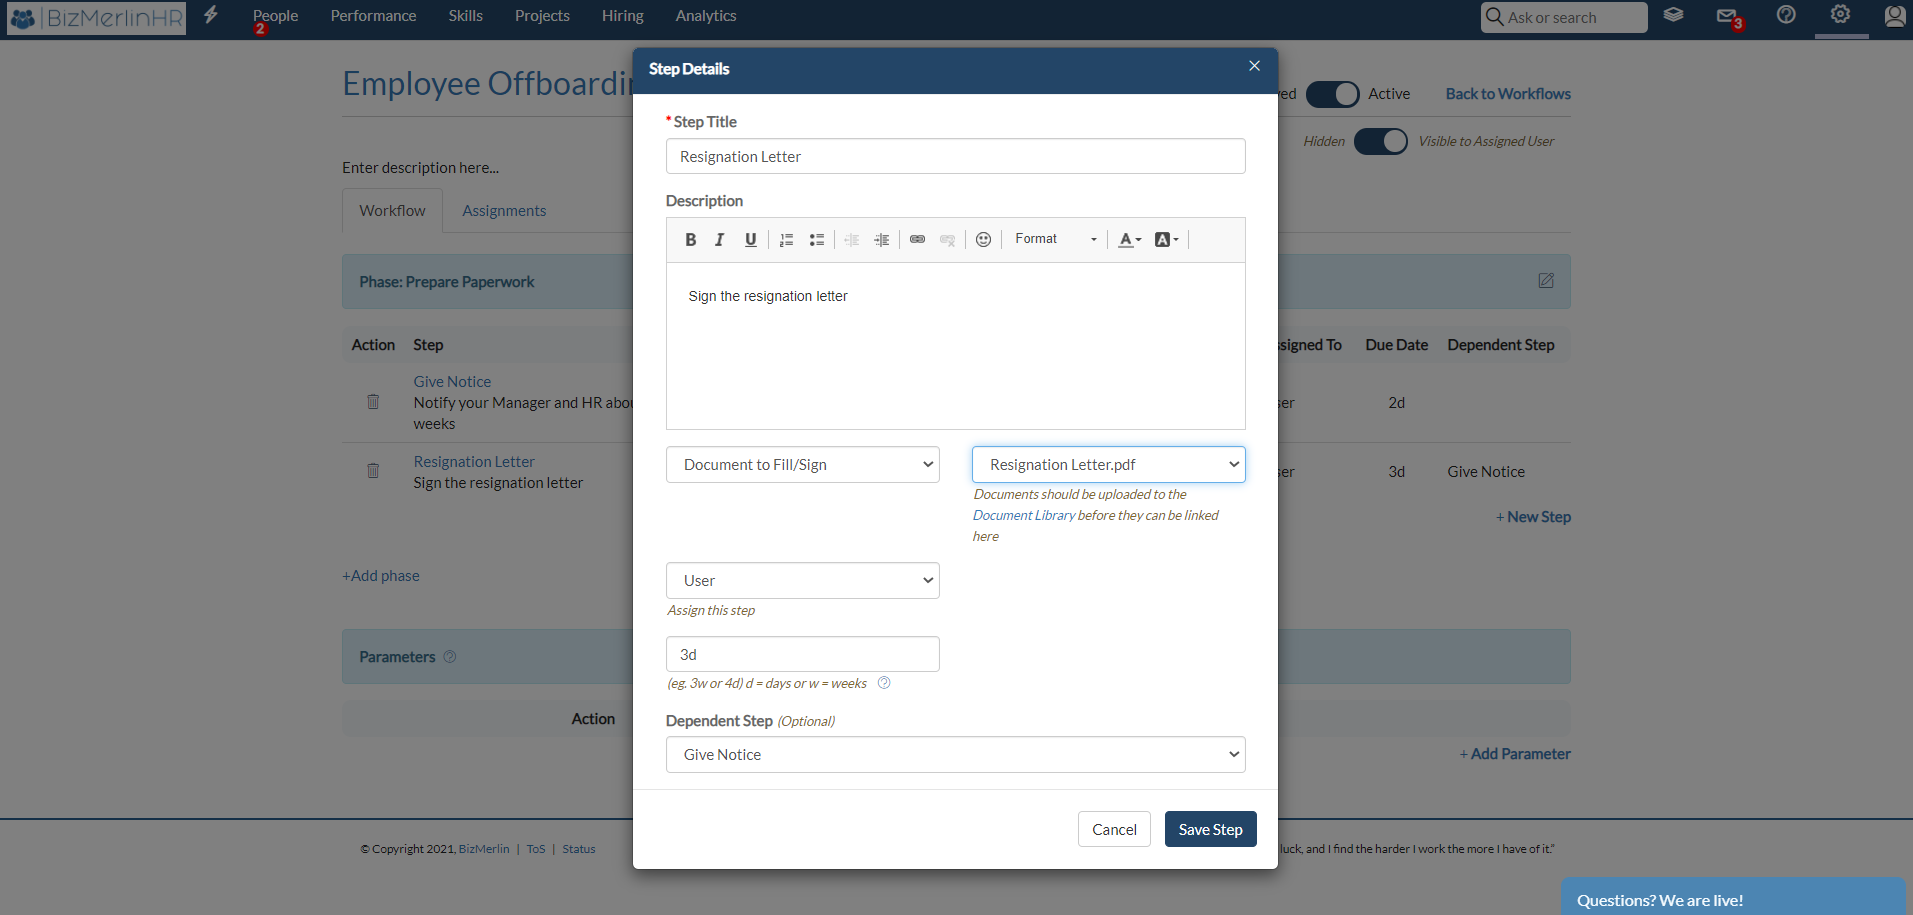 BizMerlinHR
People
2
Performance
Skills
Projects
Hiring
Analytics
Ask or search
3
Employee Offboardin
ved
Active
Back to Workflows
Hidden
Visible to Assigned User
Enter description here...
Workflow
Assignments
Phase: Prepare Paperwork
Action
Step
signed To
Due Date
Dependent Step
Give Notice
Notify your Manager and HR abou
weeks
ser
2d
Resignation Letter
Sign the resignation letter
ser
3d
Give Notice
+ New Step
+Add phase
Parameters
Action
+ Add Parameter
© Copyright 2021, BizMerlin | ToS | Status
luck, and I find the harder I work the more I have of it."
Questions? We are live!
Step Details
* Step Title
Resignation Letter
Description
B I U
Format
A
A
Sign the resignation letter
Document to Fill/Sign
Resignation Letter.pdf
Documents should be uploaded to the
Document Library before they can be linked
here
User
Assign this step
3d
(eg. 3w or 4d) d = days or w = weeks
Dependent Step (Optional)
Give Notice
Cancel
Save Step